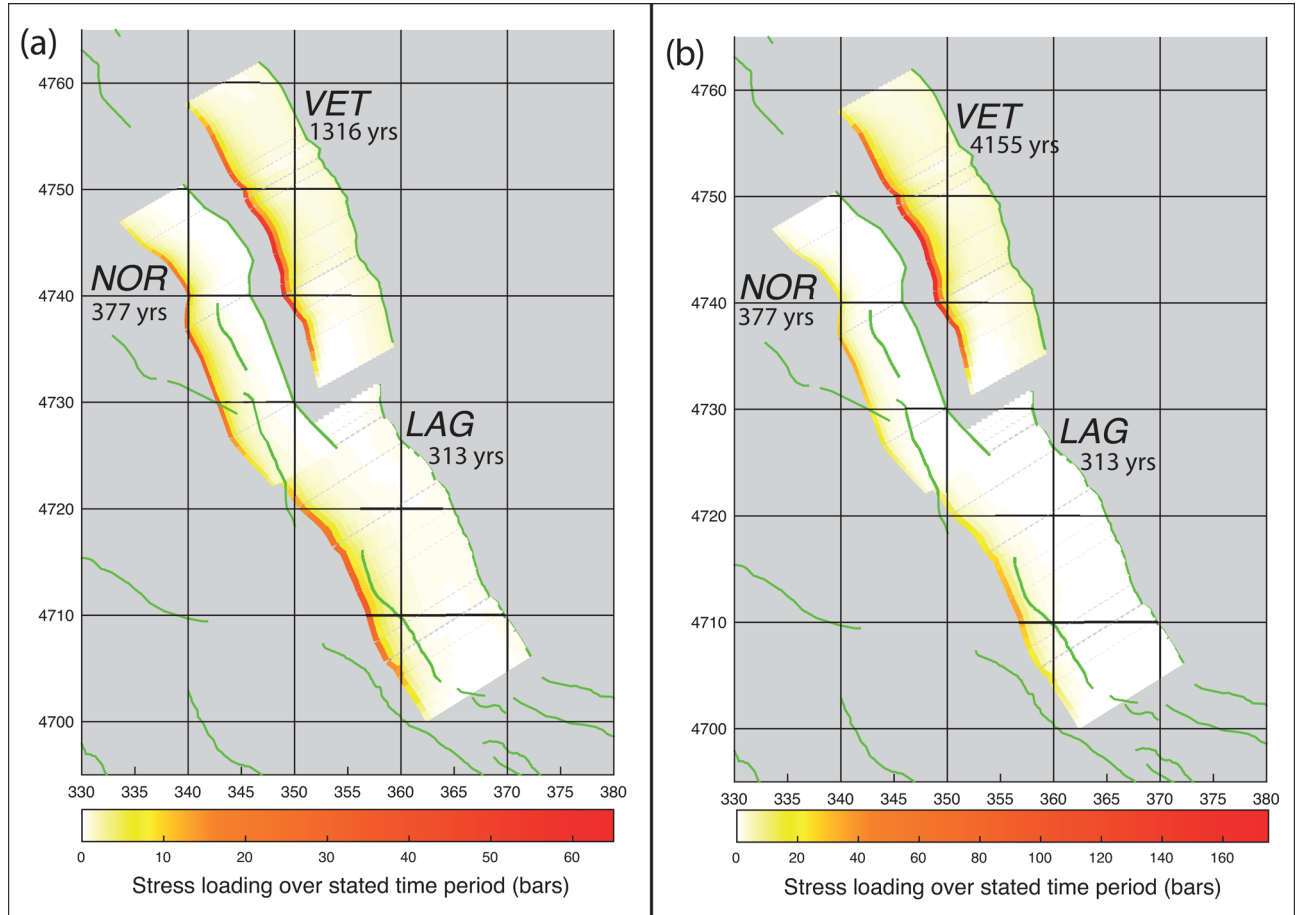 (a)
VET
1316 yrs
NOR
377 yrs
LAG
313 yrs
4760
4750
4740
4730
4720
4710
4700
330 335 340 345 350 355 360 365 370 375 380
0 10 20 30 40 50 60
Stress loading over stated time period (bars)
(b)
VET
4155 yrs
NOR
377 yrs
LAG
313 yrs
4760
4750
4740
4730
4720
4710
4700
330 335 340 345 350 355 360 365 370 375 380
0 20 40 60 80 100 120 140 160
Stress loading over stated time period (bars)